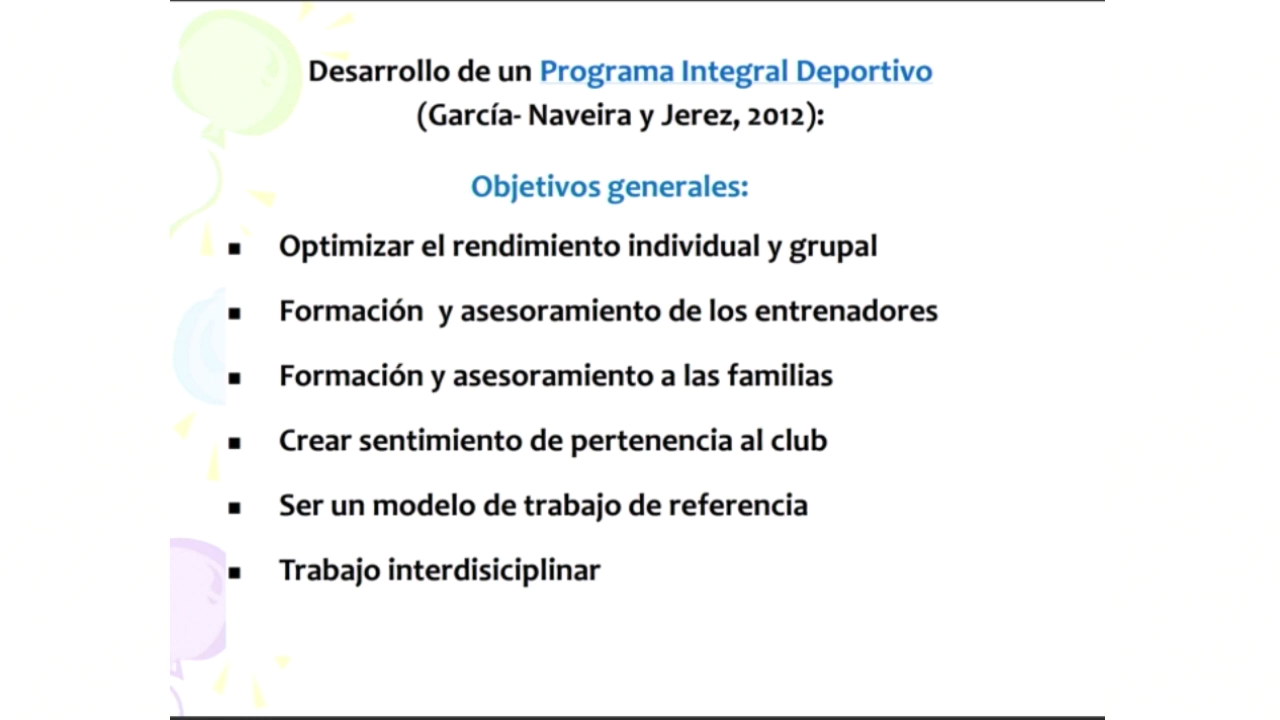 Desarrollo de un Programa Integral Deportivo
(García- Naveira y Jerez, 2012):
Objetivos generales:
▪ Optimizar el rendimiento individual y grupal
▪ Formación y asesoramiento de los entrenadores
▪ Formación y asesoramiento a las familias
▪ Crear sentimiento de pertenencia al club
▪ Ser un modelo de trabajo de referencia
▪ Trabajo interdisiciplinar